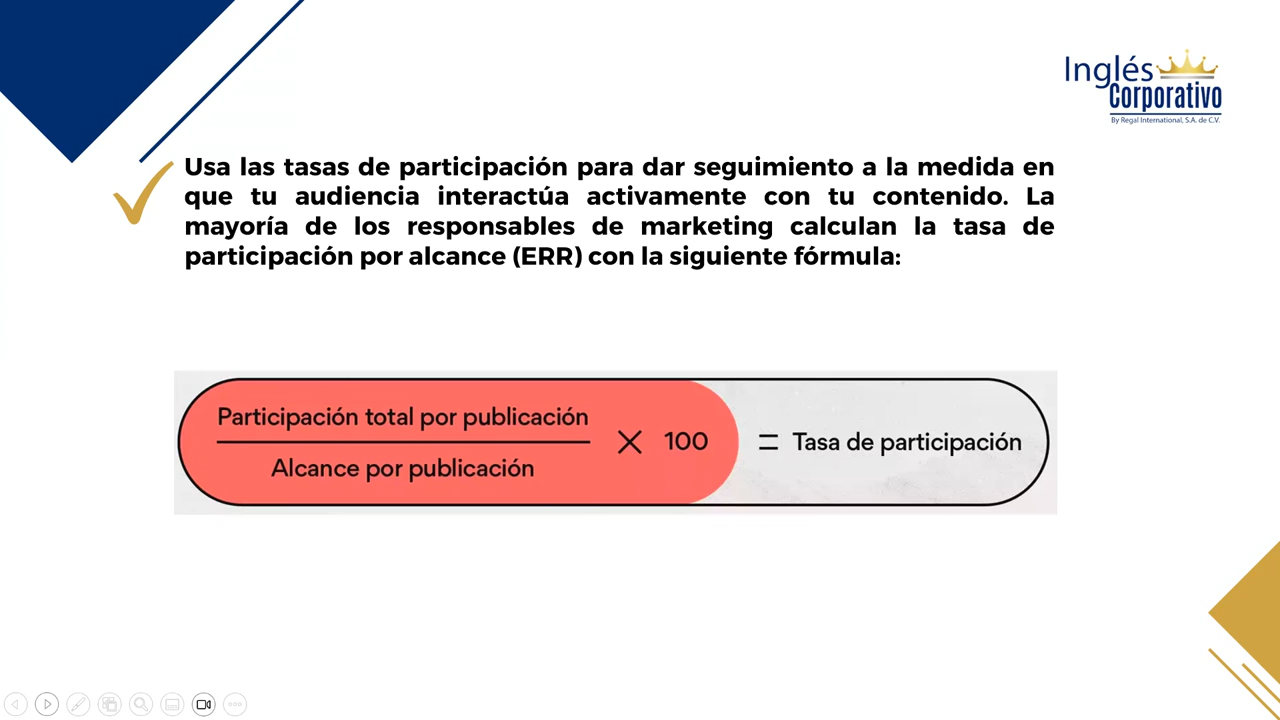 Inglés
Corporativo
By Regal International, S.A. de C.V.
Usa las tasas de participación para dar seguimiento a la medida en
que tu audiencia interactúa activamente con tu contenido. La
mayoría de los responsables de marketing calculan la tasa de
participación por alcance (ERR) con la siguiente fórmula:
Participación total por publicación
Alcance por publicación
× 100
= Tasa de participación